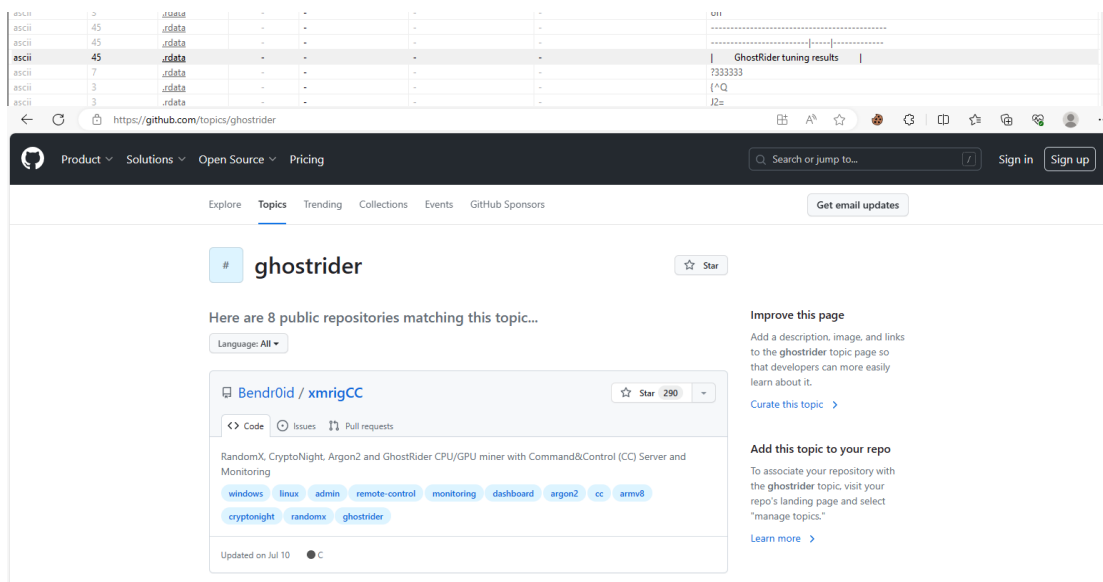 ascii 3 .rdata - - - - on
ascii 45 .rdata - - - - ---------------------------------------------
ascii 45 .rdata - - - - -------------------------|-----|-------------
ascii 45 .rdata - - - - | GhostRider tuning results |
ascii 7 .rdata - - - - ?333333
ascii 3 .rdata - - - - {^Q
ascii 3 .rdata - - - - J2=
https://github.com/topics/ghostrider
Product Solutions Open Source Pricing Search or jump to... / Sign in Sign up
Explore Topics Trending Collections Events GitHub Sponsors Get email updates
# ghostrider Star
Here are 8 public repositories matching this topic...
Language: All
Bendr0id / xmrigCC Star 290
<> Code Issues Pull requests
RandomX, CryptoNight, Argon2 and GhostRider CPU/GPU miner with Command&Control (CC) Server and
Monitoring
windows linux admin remote-control monitoring dashboard argon2 cc armv8
cryptonight randomx ghostrider
Updated on Jul 10 C
Improve this page
Add a description, image, and links
to the ghostrider topic page so
that developers can more easily
learn about it.
Curate this topic
Add this topic to your repo
To associate your repository with
the ghostrider topic, visit your
repo's landing page and select
"manage topics."
Learn more